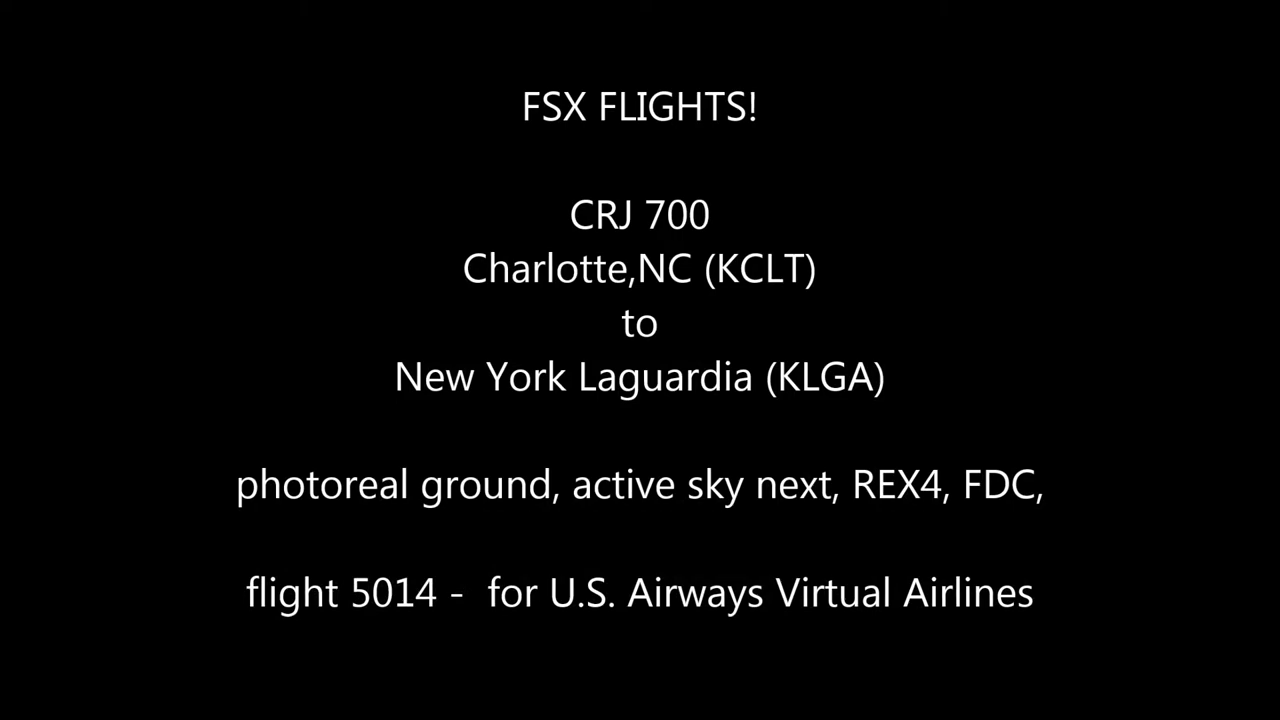 FSX FLIGHTS!
CRJ 700
Charlotte,NC (KCLT)
to
New York Laguardia (KLGA)
photoreal ground, active sky next, REX4, FDC,
flight 5014 -  for U.S. Airways Virtual Airlines